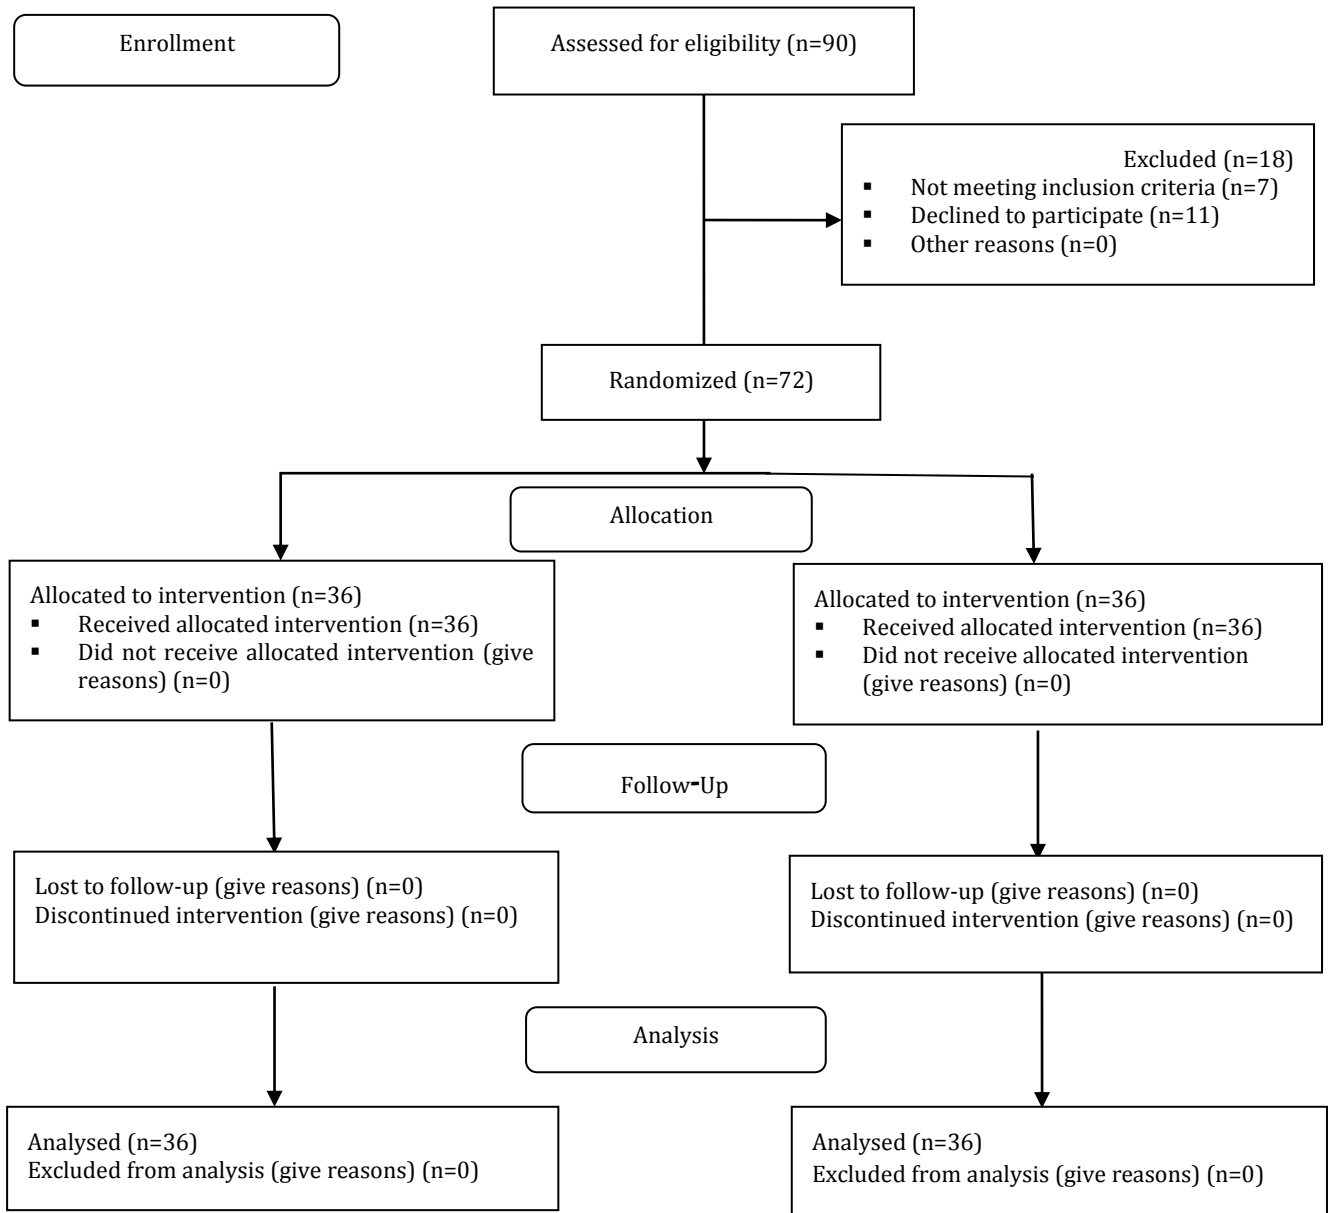 Enrollment
Assessed for eligibility (n=90)
Excluded (n=18)
▪ Not meeting inclusion criteria (n=7)
▪ Declined to participate (n=11)
▪ Other reasons (n=0)
Randomized (n=72)
Allocation
Allocated to intervention (n=36)
▪ Received allocated intervention (n=36)
▪ Did not receive allocated intervention (give
reasons) (n=0)
Allocated to intervention (n=36)
▪ Received allocated intervention (n=36)
▪ Did not receive allocated intervention
(give reasons) (n=0)
Follow-Up
Lost to follow-up (give reasons) (n=0)
Discontinued intervention (give reasons) (n=0)
Lost to follow-up (give reasons) (n=0)
Discontinued intervention (give reasons) (n=0)
Analysis
Analysed (n=36)
Excluded from analysis (give reasons) (n=0)
Analysed (n=36)
Excluded from analysis (give reasons) (n=0)